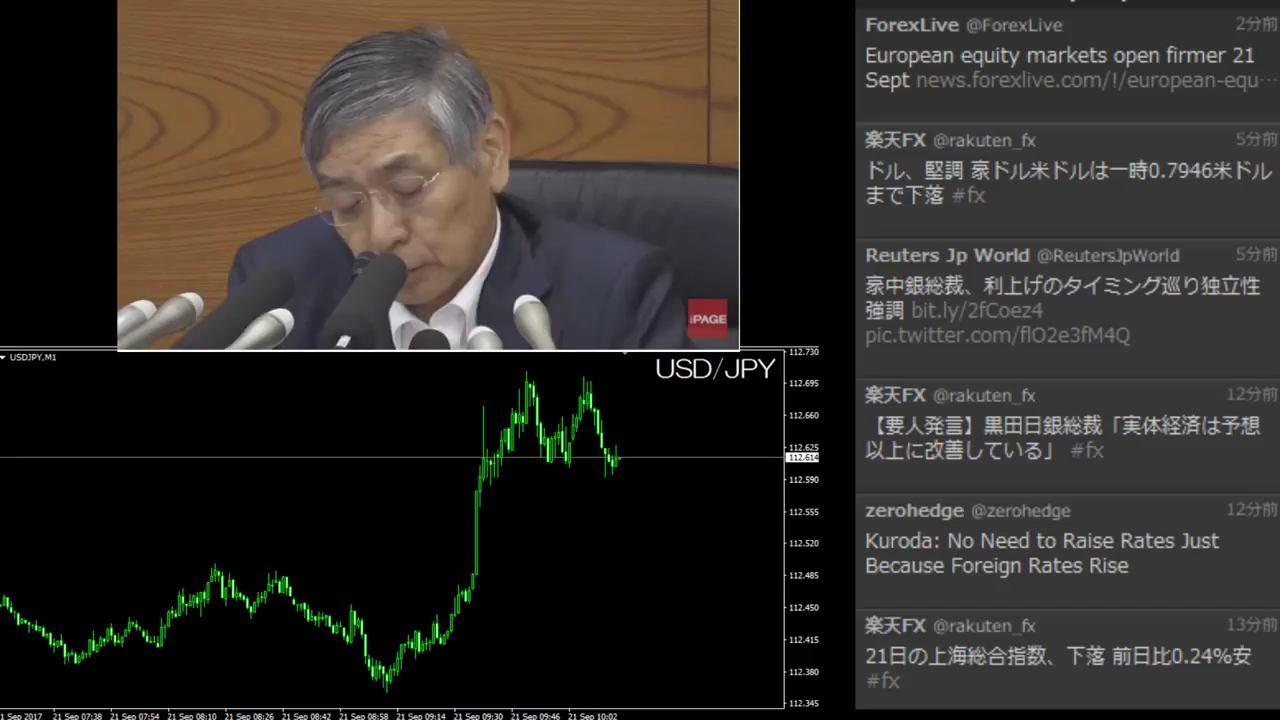 iPAGE
USDJPY,M1
USD/JPY
112.730
112.695
112.660
112.625
112.614
112.590
112.555
112.520
112.485
112.450
112.415
112.380
112.345
1 Sep 2017
21 Sep 07:38
21 Sep 07:54
21 Sep 08:10
21 Sep 08:26
21 Sep 08:42
21 Sep 08:58
21 Sep 09:14
21 Sep 09:30
21 Sep 09:46
21 Sep 10:02
ForexLive @ForexLive 2分前
European equity markets open firmer 21
Sept news.forexlive.com/!/european-equ…
楽天FX @rakuten_fx 5分前
ドル、堅調 豪ドル米ドルは一時0.7946米ドル
まで下落 #fx
Reuters Jp World @ReutersJpWorld 5分前
豪中銀総裁、利上げのタイミング巡り独立性
強調 bit.ly/2fCoez4
pic.twitter.com/flO2e3fM4Q
楽天FX @rakuten_fx 12分前
【要人発言】黒田日銀総裁「実体経済は予想
以上に改善している」 #fx
zerohedge @zerohedge 12分前
Kuroda: No Need to Raise Rates Just
Because Foreign Rates Rise
楽天FX @rakuten_fx 13分前
21日の上海総合指数、下落 前日比0.24%安
#fx